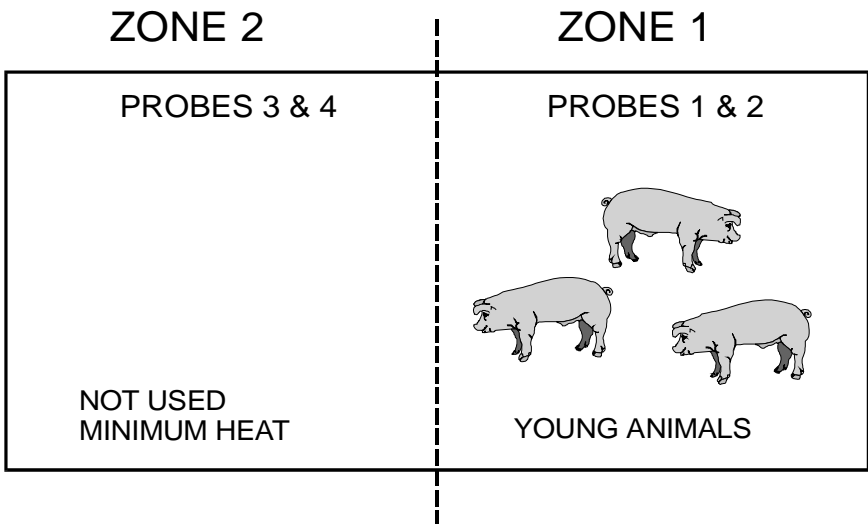 ZONE 2
ZONE 1
PROBES 3 & 4
PROBES 1 & 2
NOT USED
MINIMUM HEAT
YOUNG ANIMALS